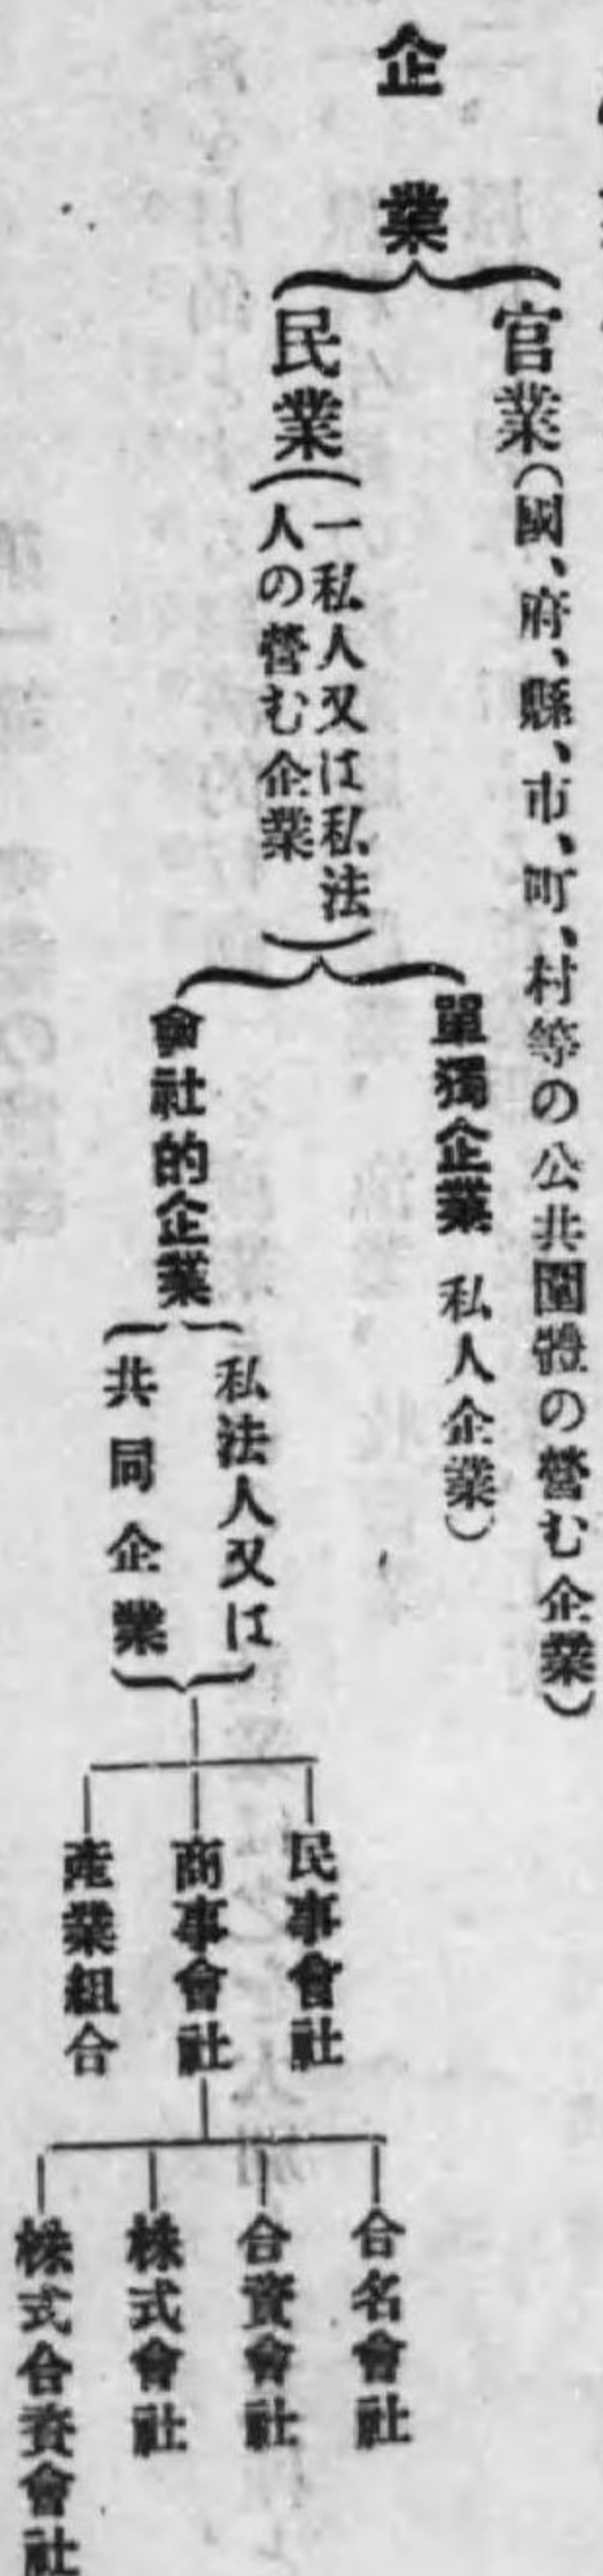 企業
官業(國、府、縣、市、町、村等の公共團體の營む企業)
民業(一私人又は私法
人の營む企業)
單獨企業 私人企業)
會社的企業
(私法人又は
共同企業)
民事會社
商事會社
產業組合
合名會社
合資會社
株式會社
株式合資會社